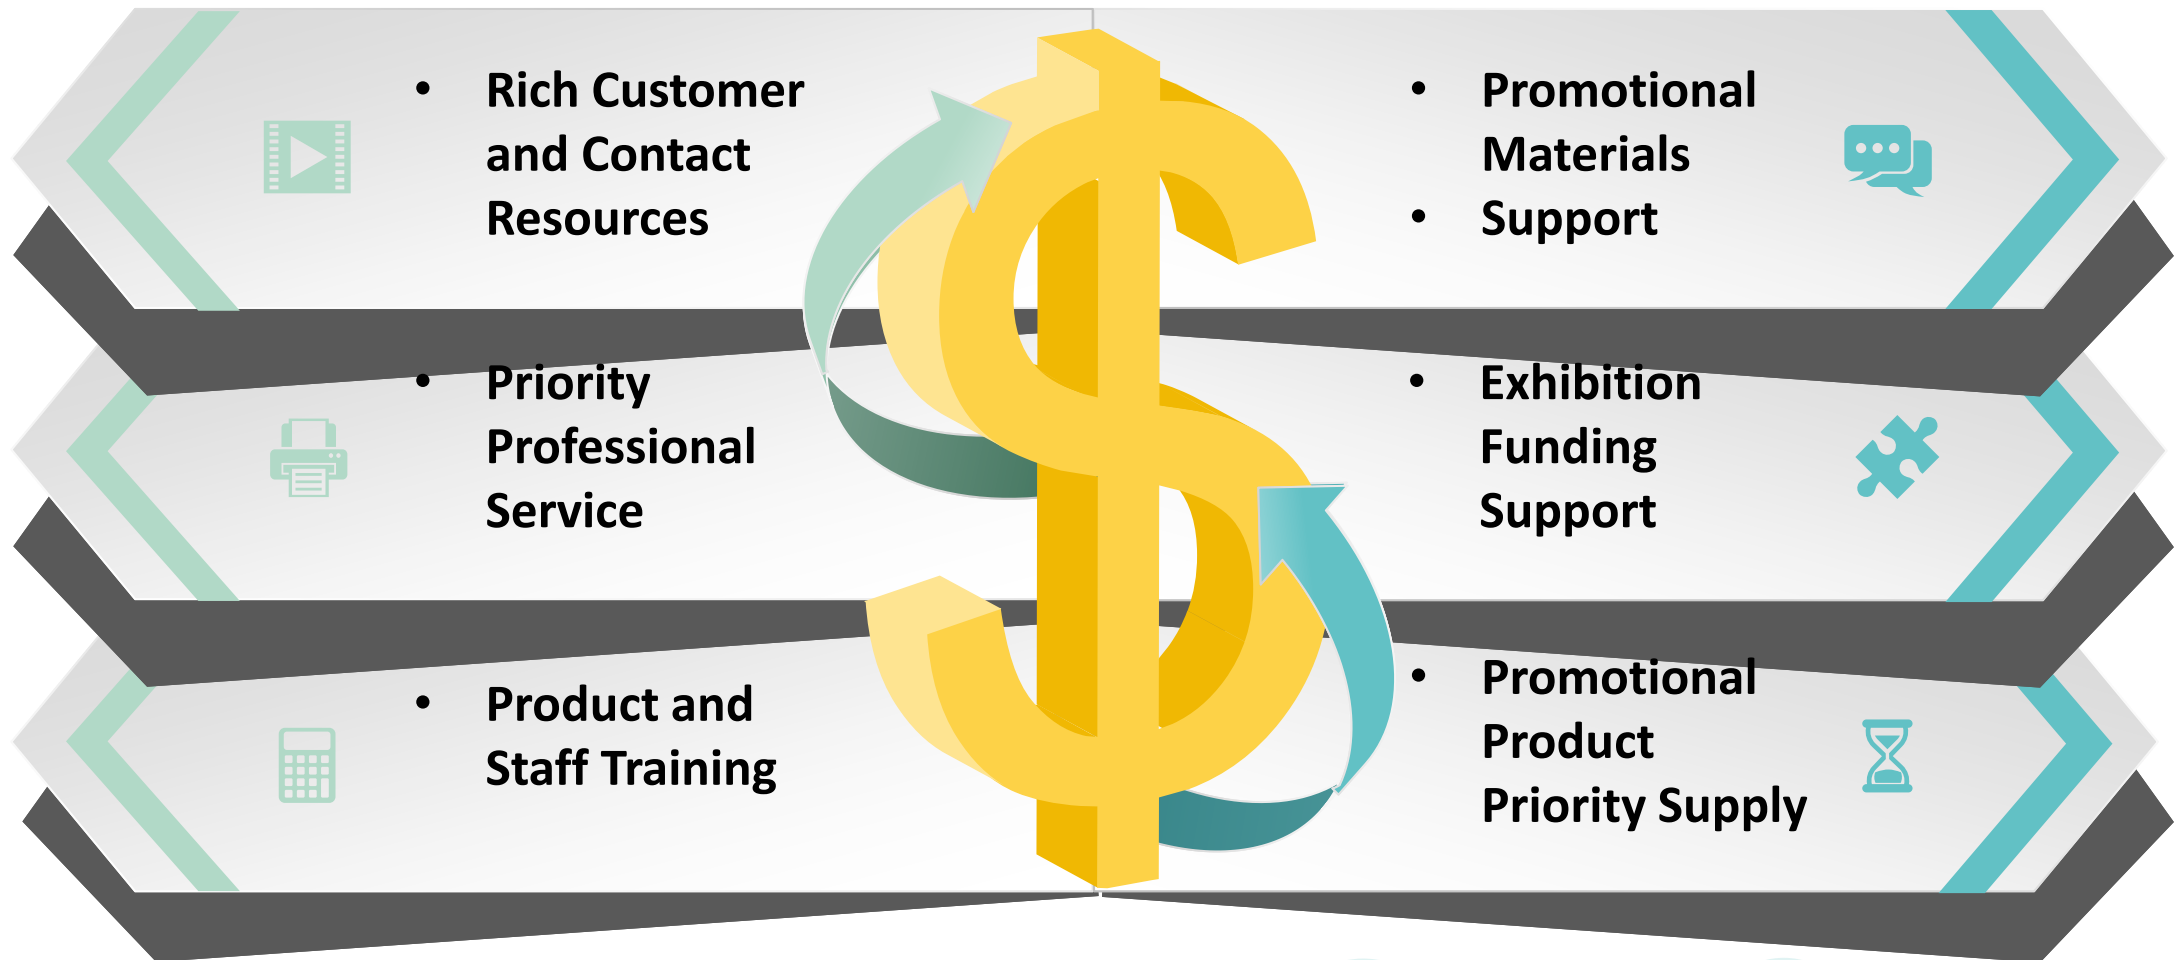 • Rich Customer
and Contact
Resources
• Priority
Professional
Service
• Product and
Staff Training
• Promotional
Materials
• Support
• Exhibition
Funding
Support
• Promotional
Product
Priority Supply